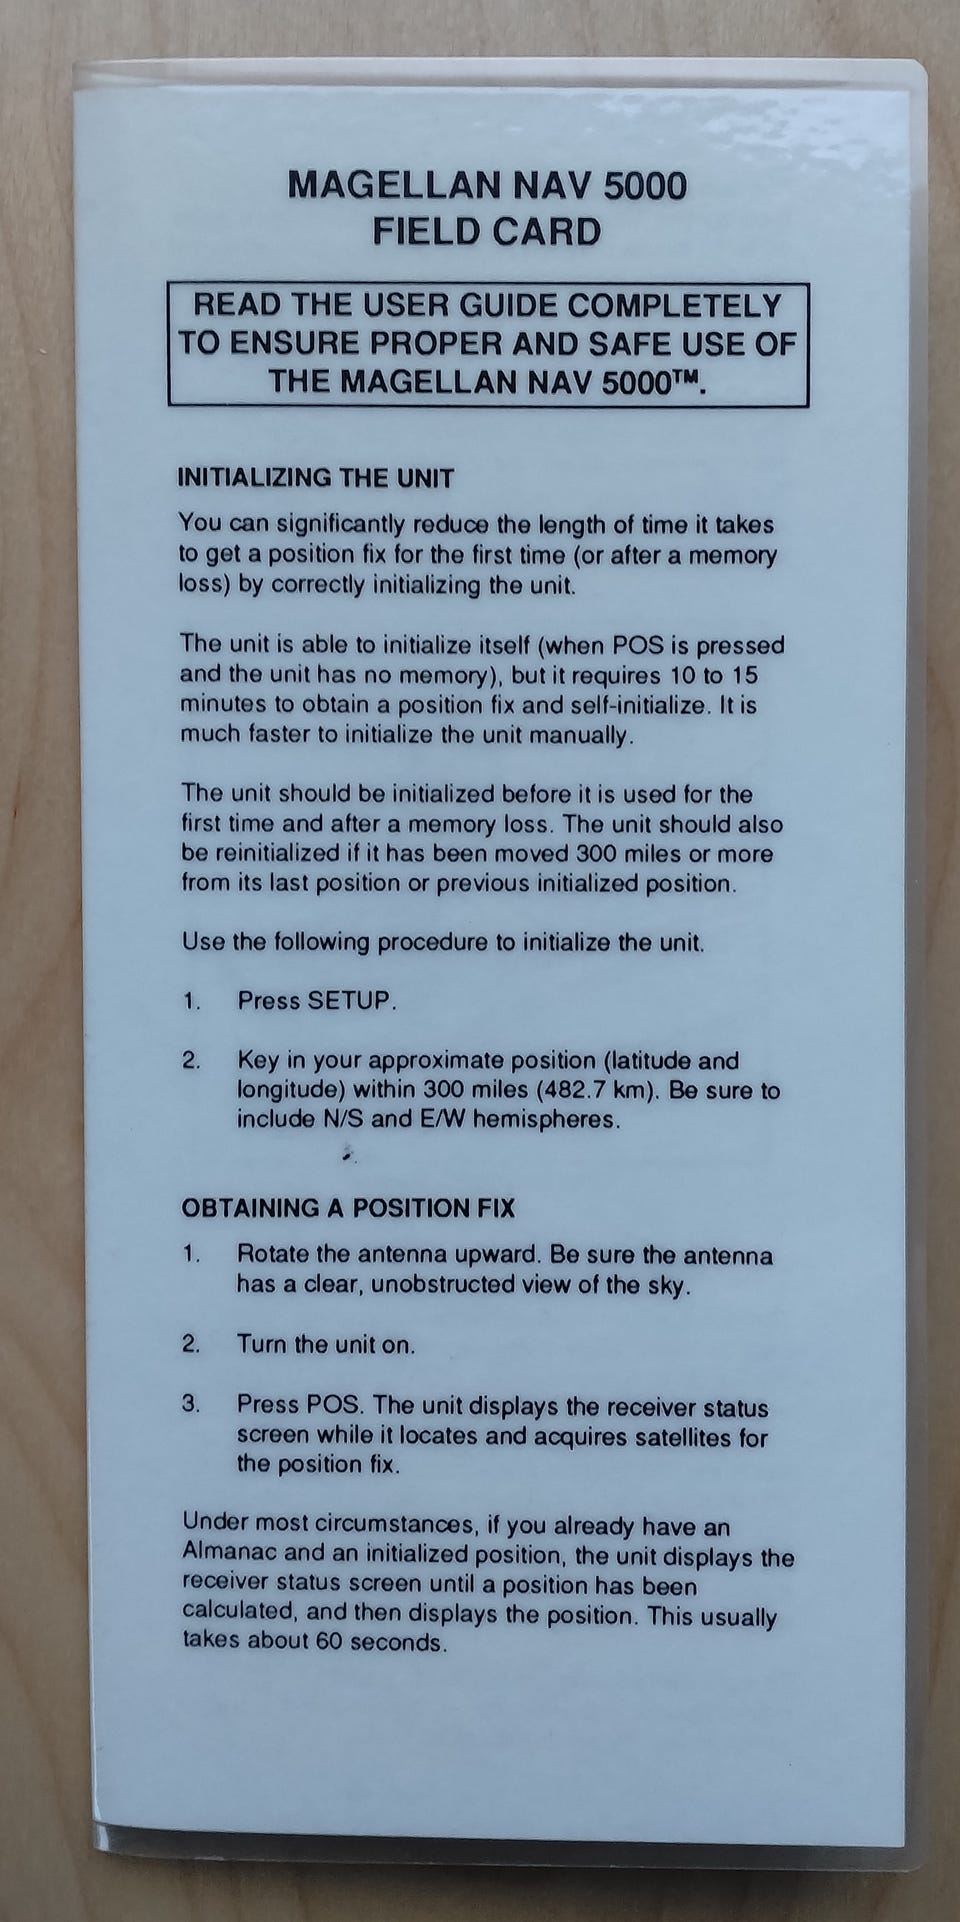 MAGELLAN NAV 5000
FIELD CARD
READ THE USER GUIDE COMPLETELY
TO ENSURE PROPER AND SAFE USE OF
THE MAGELLAN NAV 5000™.
INITIALIZING THE UNIT
You can significantly reduce the length of time it takes
to get a position fix for the first time (or after a memory
loss) by correctly initializing the unit.
The unit is able to initialize itself (when POS is pressed
and the unit has no memory), but it requires 10 to 15
minutes to obtain a position fix and self-initialize. It is
much faster to initialize the unit manually.
The unit should be initialized before it is used for the
first time and after a memory loss. The unit should also
be reinitialized if it has been moved 300 miles or more
from its last position or previous initialized position.
Use the following procedure to initialize the unit.
1. Press SETUP.
2. Key in your approximate position (latitude and
longitude) within 300 miles (482.7 km). Be sure to
include N/S and E/W hemispheres.
OBTAINING A POSITION FIX
1. Rotate the antenna upward. Be sure the antenna
has a clear, unobstructed view of the sky.
2. Turn the unit on.
3. Press POS. The unit displays the receiver status
screen while it locates and acquires satellites for
the position fix.
Under most circumstances, if you already have an
Almanac and an initialized position, the unit displays the
receiver status screen until a position has been
calculated, and then displays the position. This usually
takes about 60 seconds.